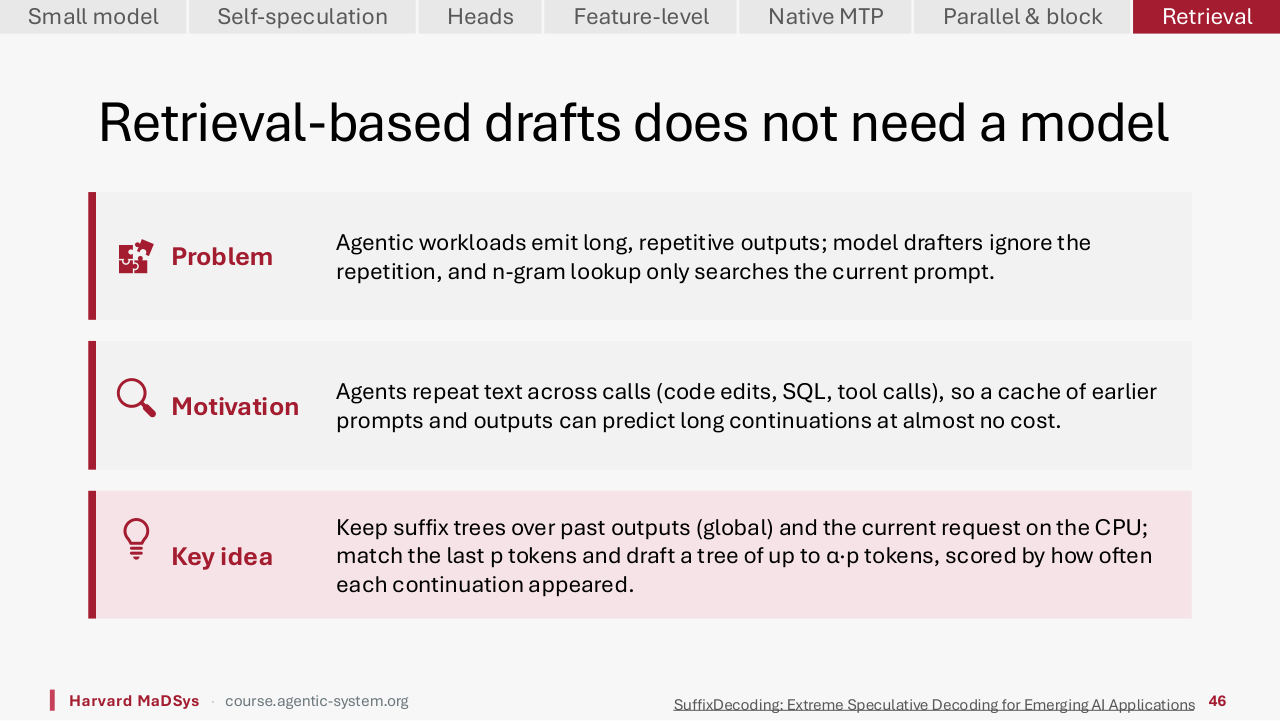 Small model
Self-speculation
Heads
Feature-level
Native MTP
Parallel & block
Retrieval
Retrieval-based drafts does not need a model
Problem
Agentic workloads emit long, repetitive outputs; model drafters ignore the
repetition, and n-gram lookup only searches the current prompt.
Motivation
Agents repeat text across calls (code edits, SQL, tool calls), so a cache of earlier
prompts and outputs can predict long continuations at almost no cost.
Key idea
Keep suffix trees over past outputs (global) and the current request on the CPU;
match the last p tokens and draft a tree of up to α·p tokens, scored by how often
each continuation appeared.
Harvard MaDSys · course.agentic-system.org
SuffixDecoding: Extreme Speculative Decoding for Emerging AI Applications
46